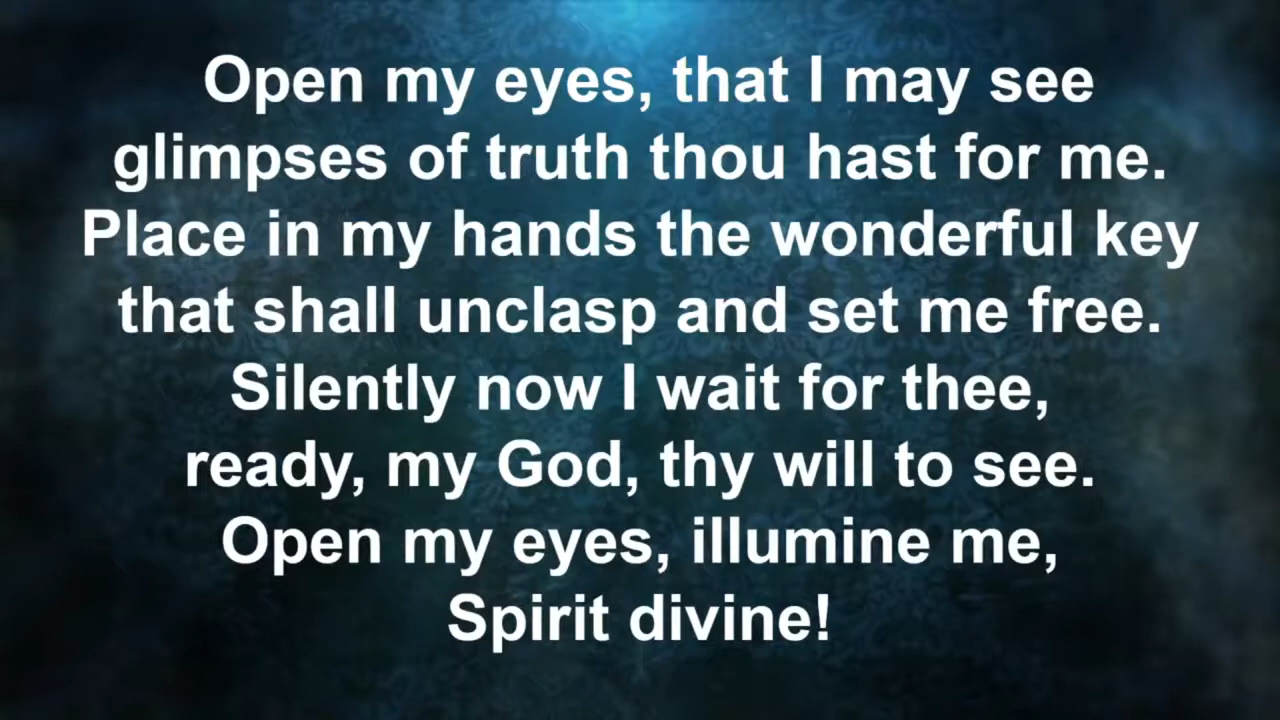 Open my eyes, that I may see
glimpses of truth thou hast for me.
Place in my hands the wonderful key
that shall unclasp and set me free.
Silently now I wait for thee,
ready, my God, thy will to see.
Open my eyes, illumine me,
Spirit divine!